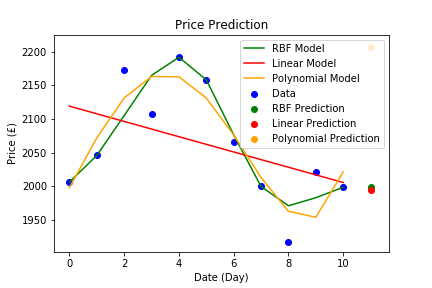 Price Prediction
Price (£)
2200
2150
2100
2050
2000
1950
RBF Model
Linear Model
Polynomial Model
Data
RBF Prediction
Linear Prediction
Polynomial Prediction
0
2
4
6
8
10
Date (Day)